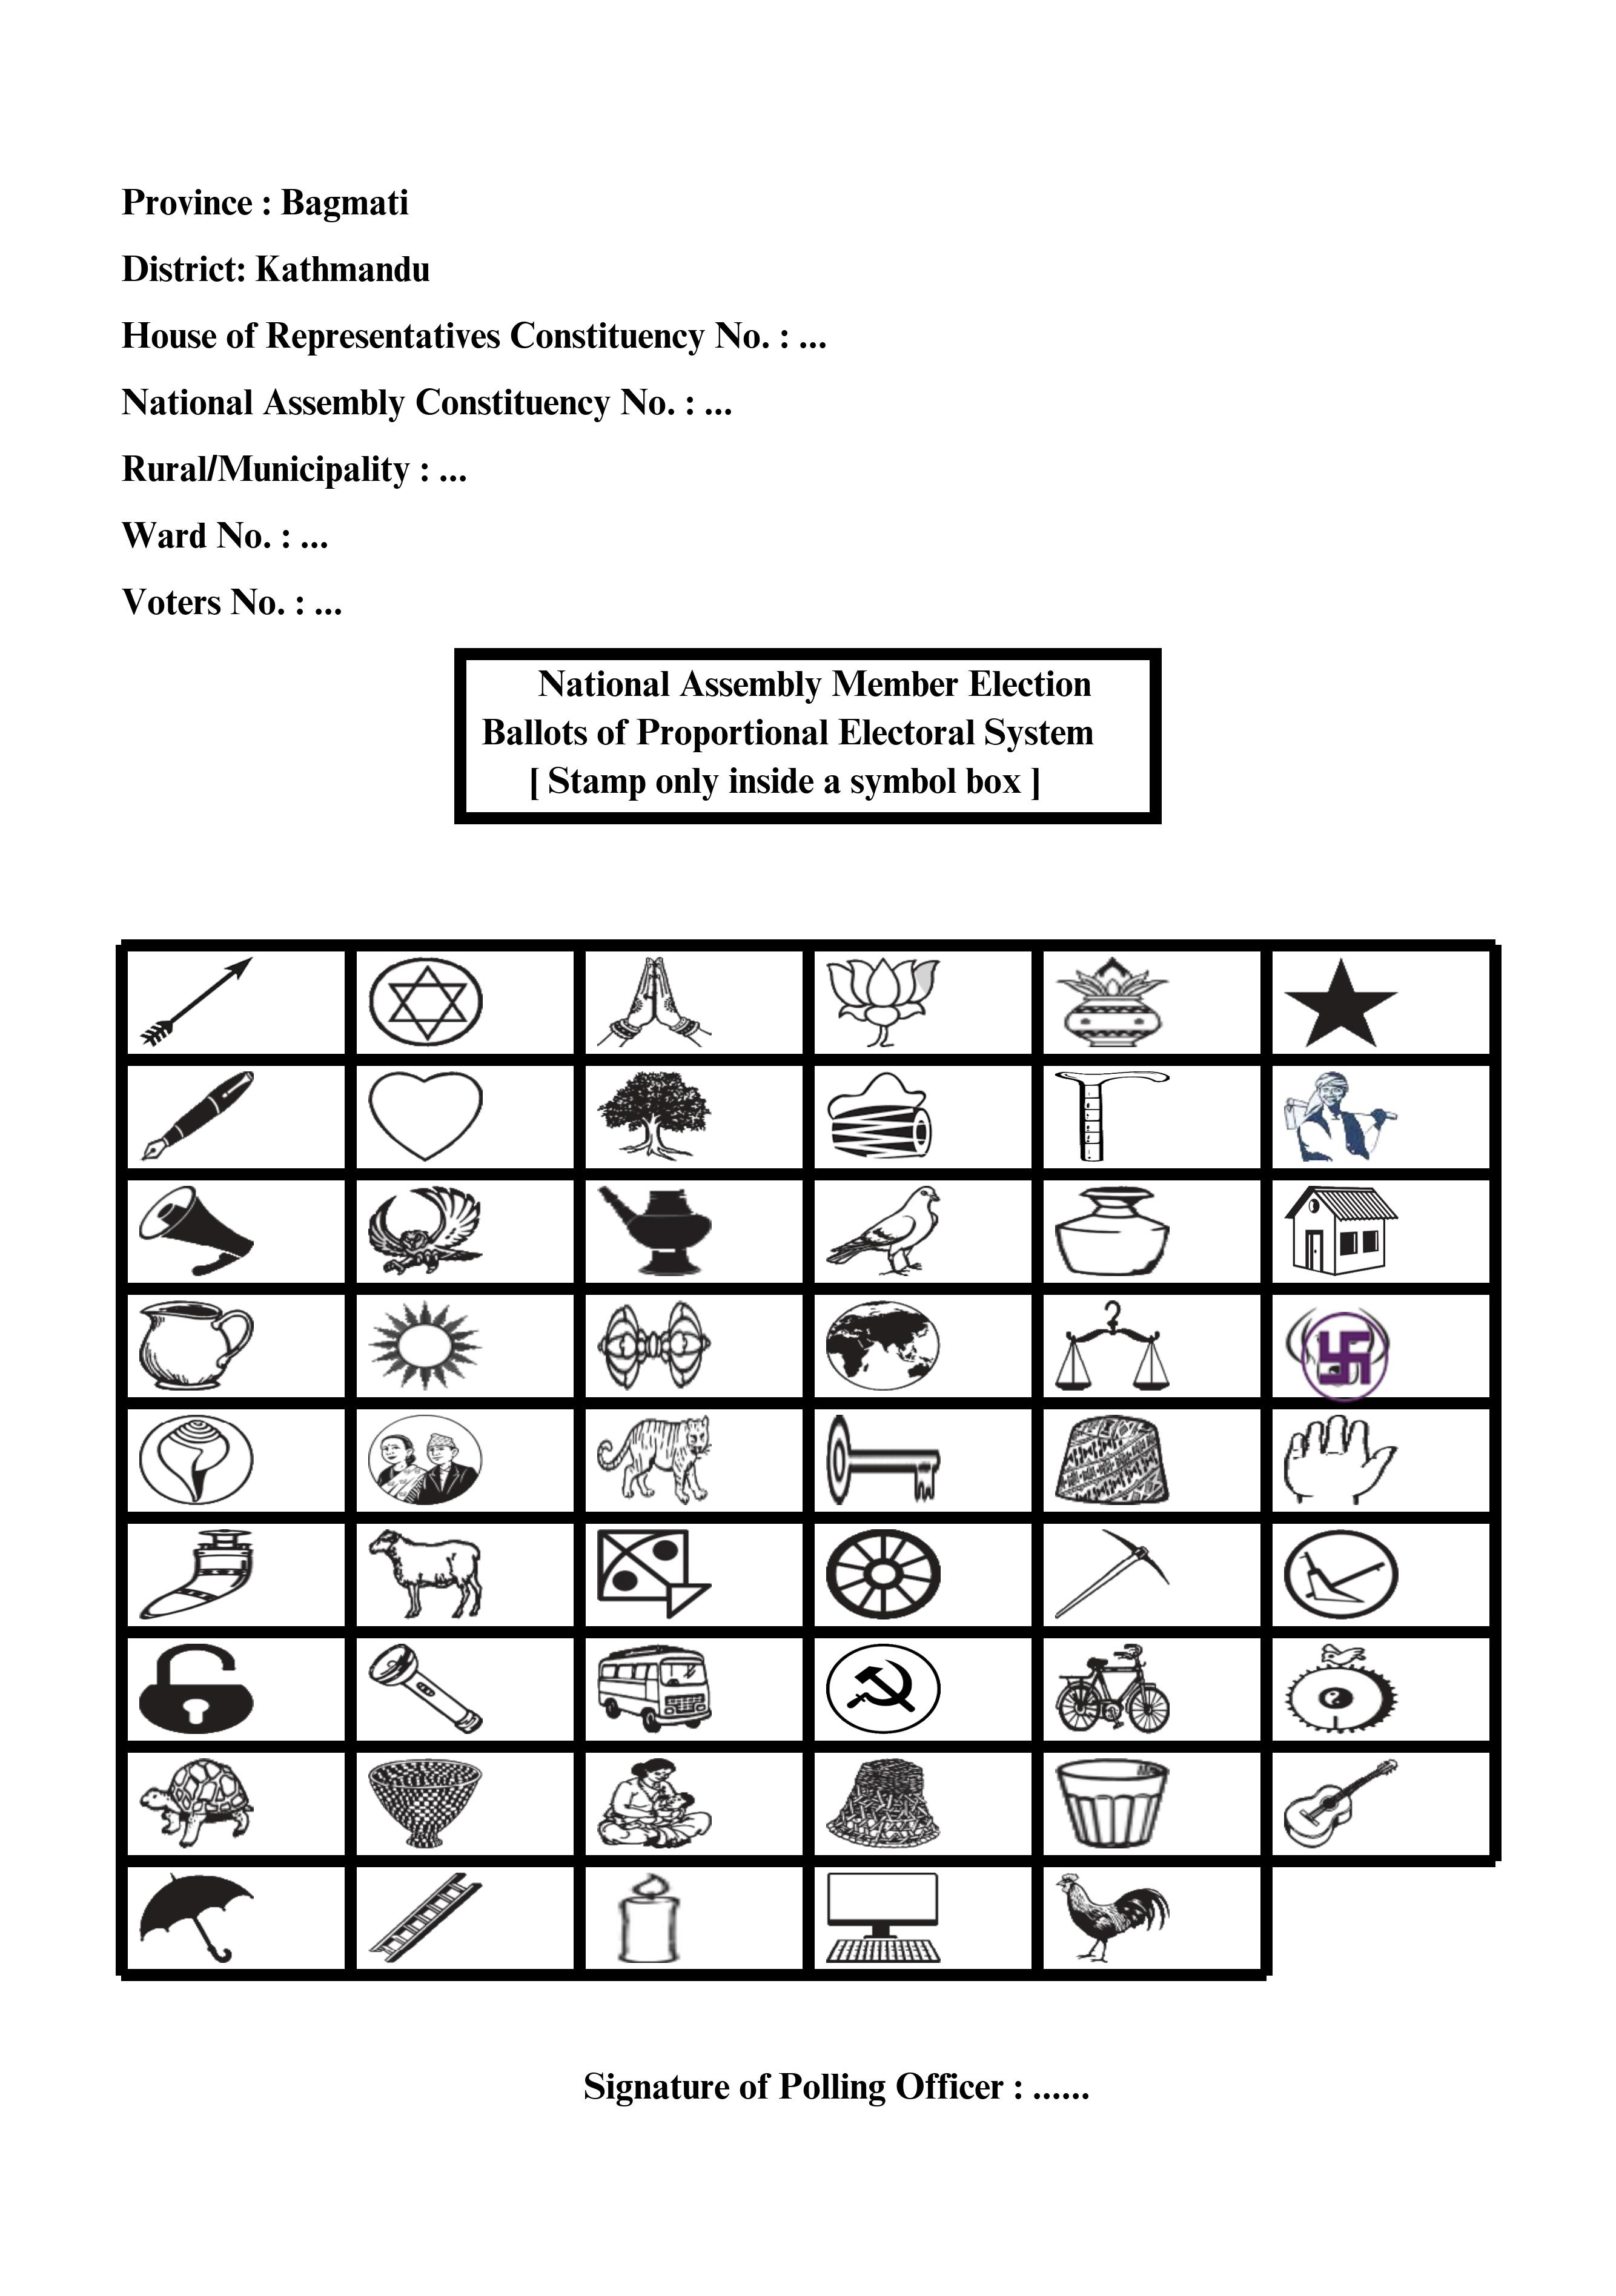 Province : Bagmati
District: Kathmandu
House of Representatives Constituency No. : ...
National Assembly Constituency No. : ...
Rural/Municipality : ...
Ward No. : ...
Voters No. : ...
National Assembly Member Election
Ballots of Proportional Electoral System
[ Stamp only inside a symbol box ]
Signature of Polling Officer : ......